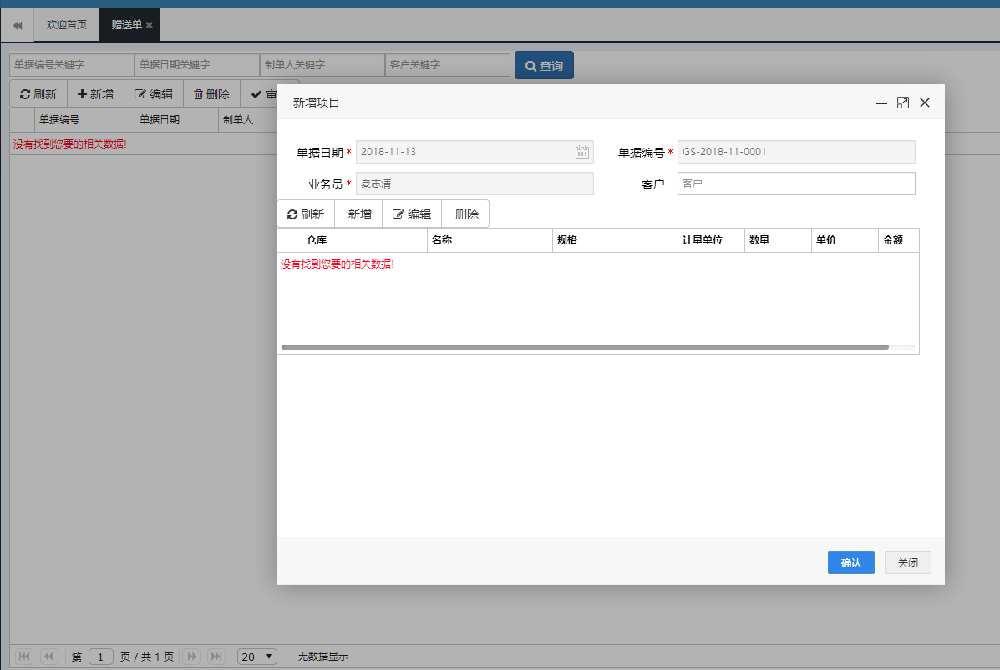 欢迎首页 赠送单
单据编号关键字 单据日期关键字 制单人关键字 客户关键字 查询
刷新 新增 编辑 删除 审
单据编号 单据日期 制单人
没有找到您要的相关数据!
新增项目
单据日期 * 2018-11-13 单据编号 * GS-2018-11-0001
业务员 * 夏志清 客户 客户
刷新 新增 编辑 删除
仓库 名称 规格 计量单位 数量 单价 金额
没有找到您要的相关数据!
确认 关闭
第 1 页 / 共 1 页 20 无数据显示